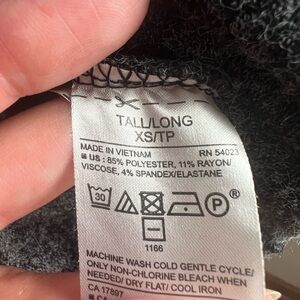 TALL/LONG
XS/TP
MADE IN VIETNAM RN 54023
US : 85% POLYESTER, 11% RAYON/
VISCOSE, 4% SPANDEX/ELASTANE
30 P ®
1166
MACHINE WASH COLD GENTLE CYCLE/
ONLY NON-CHLORINE BLEACH WHEN
NEEDED/ DRY FLAT/ COOL IRON
CA 17897